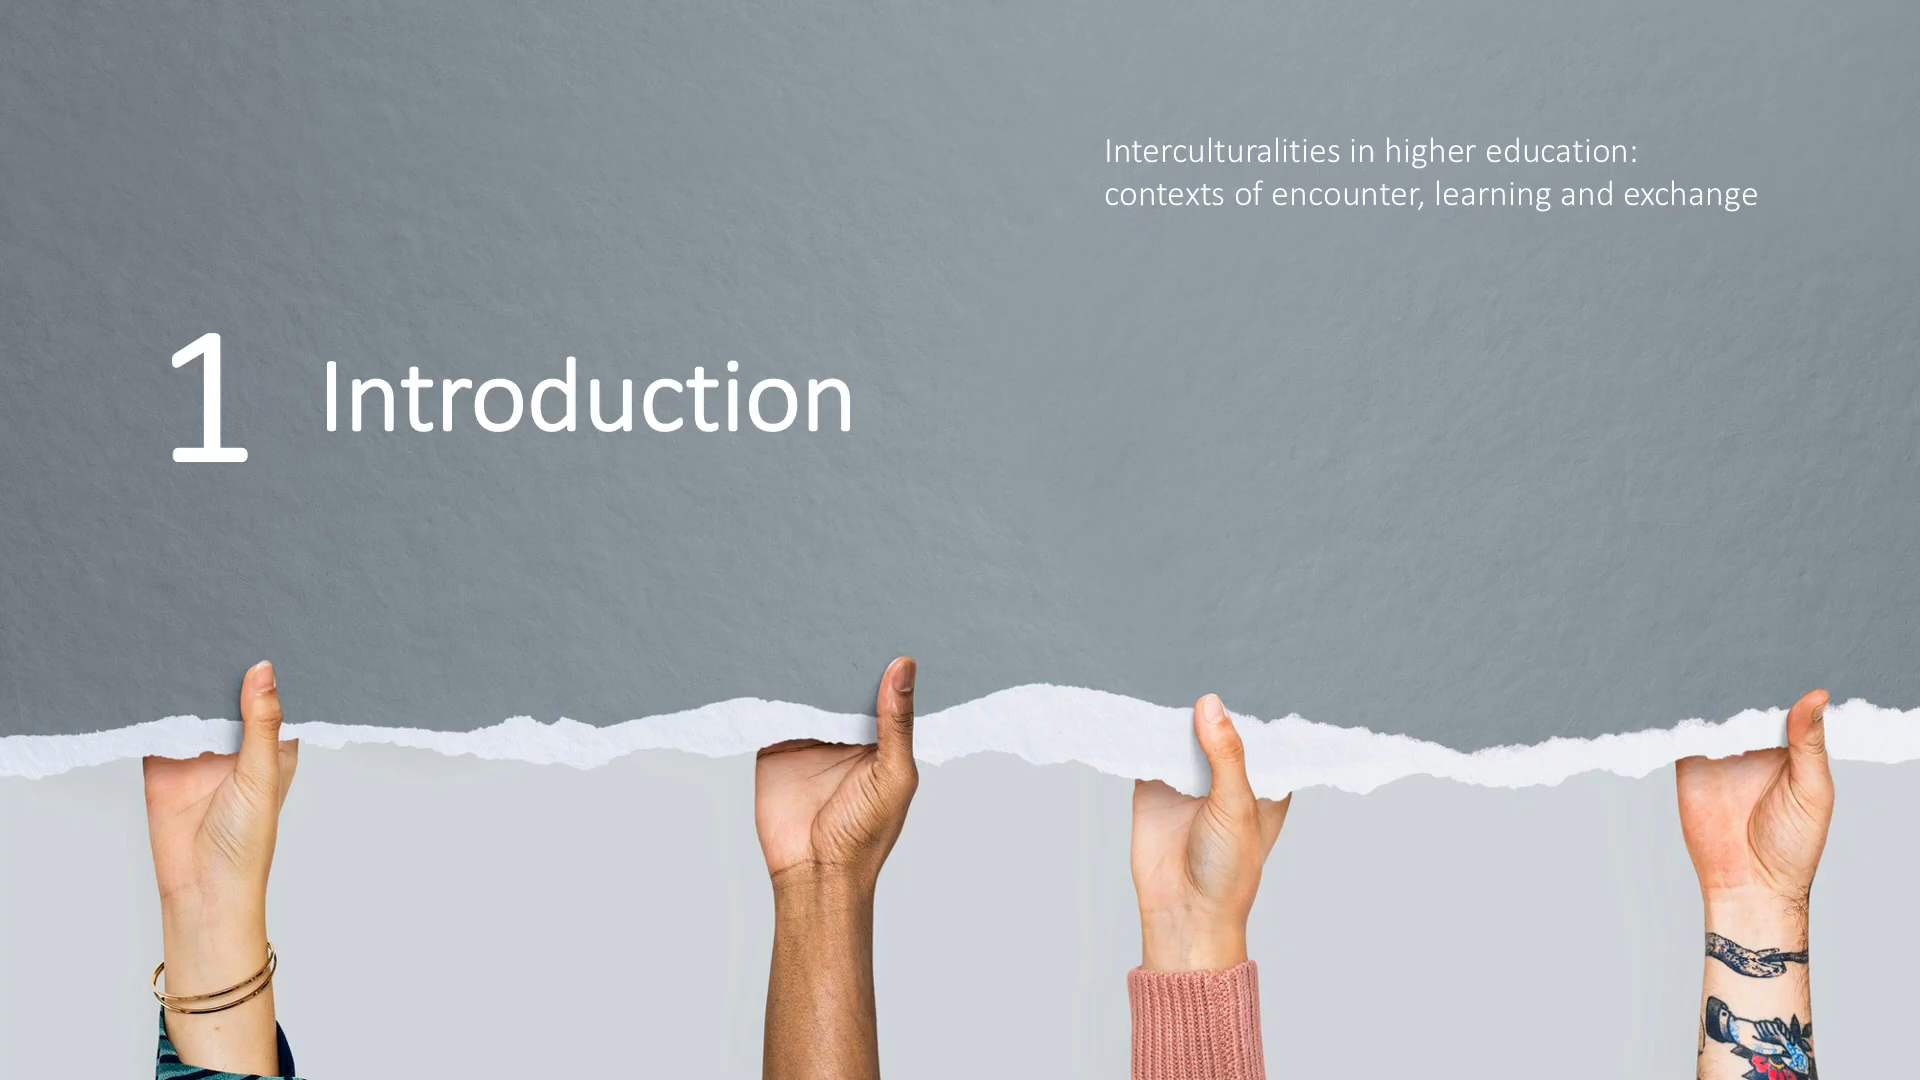 Interculturalities in higher education:
contexts of encounter, learning and exchange
1 Introduction